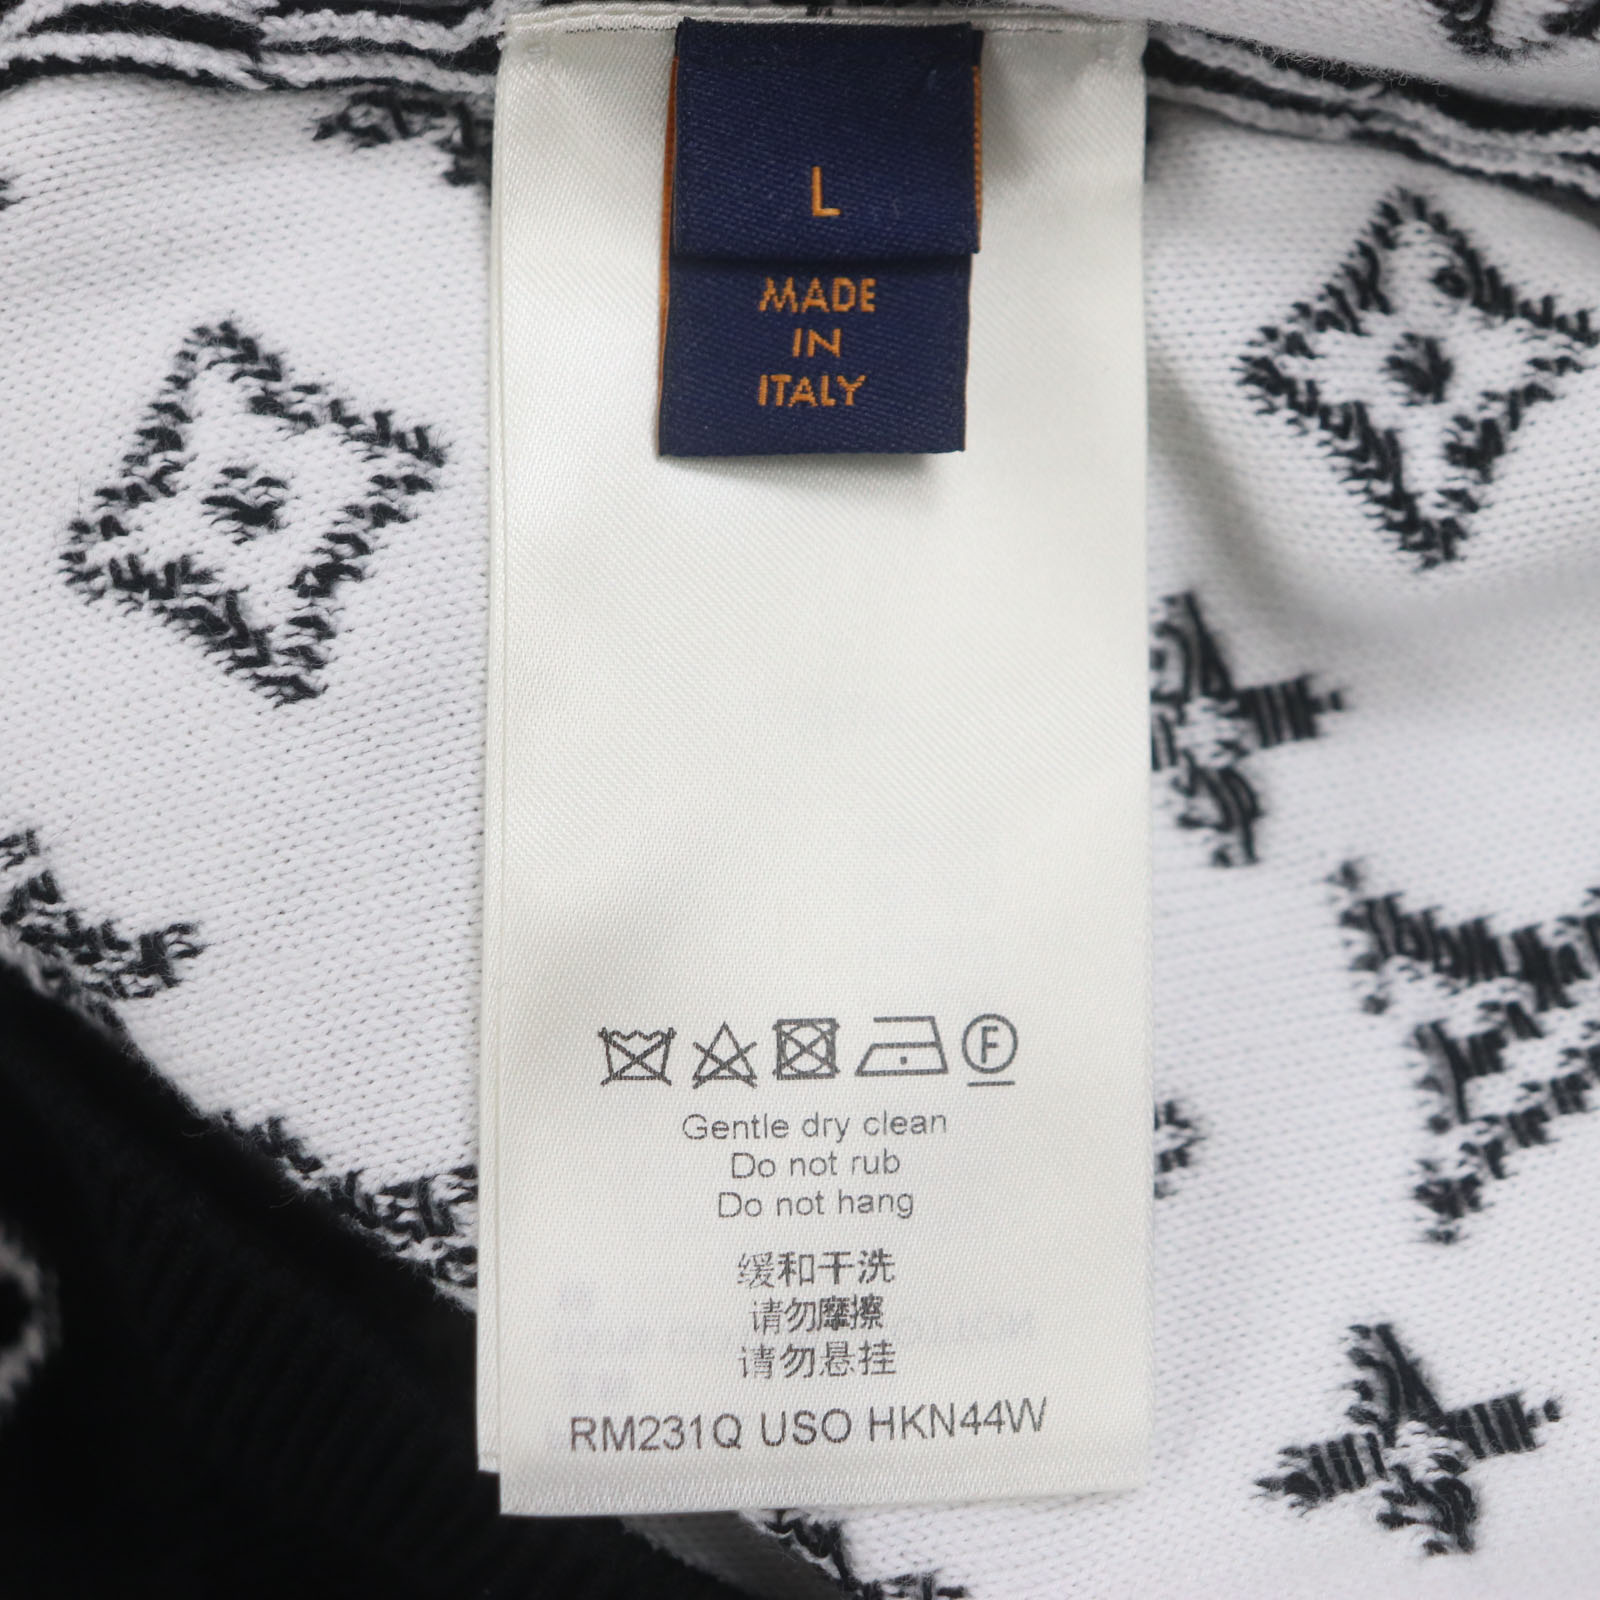 L
MADE
IN
ITALY
F
Gentle dry clean
Do not rub
Do not hang
缓和干洗
请勿摩擦
请勿悬挂
RM231Q USO HKN44W